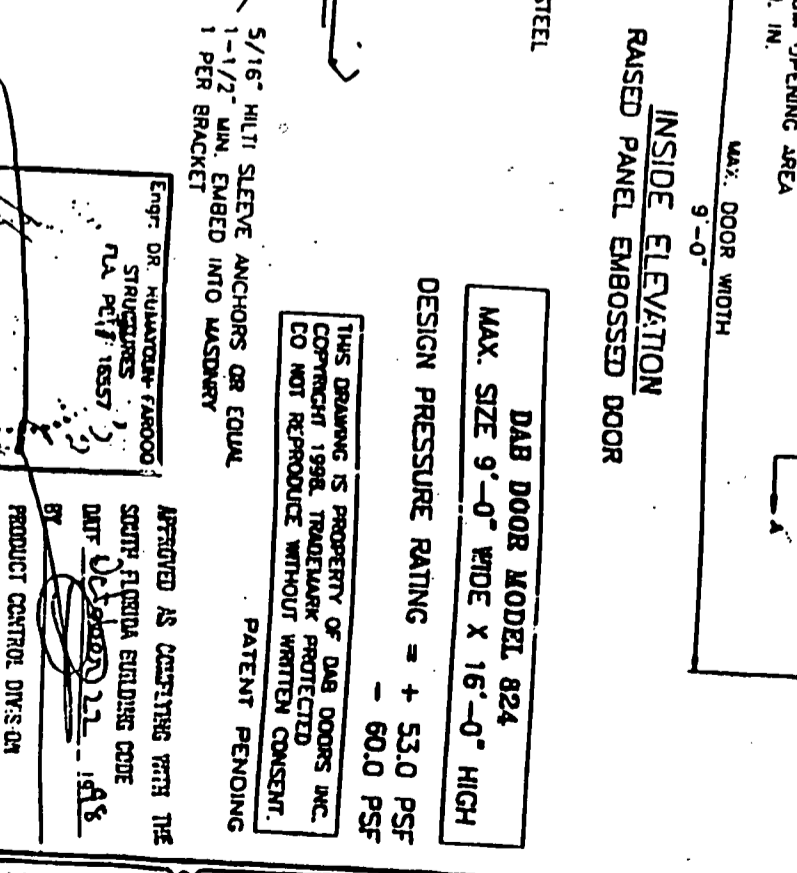 OPENING AREA
IN.
MAX. DOOR WIDTH
9'-0"
INSIDE ELEVATION
RAISED PANEL EMBOSSED DOOR
STEEL
A
DAB DOOR MODEL 824
MAX. SIZE 9'-0" WIDE X 16'-0" HIGH
DESIGN PRESSURE RATING = + 53.0 PSF
- 60.0 PSF
THIS DRAWING IS PROPERTY OF DAB DOORS INC.
COPYRIGHT 1998. TRADEMARK PROTECTED
DO NOT REPRODUCE WITHOUT WRITTEN CONSENT.
PATENT PENDING
5/16" HILTI SLEEVE ANCHORS OR EQUAL
1-1/2" MIN. EMBED INTO MASONRY
1 PER BRACKET
Engr: DR. HUMAYOUN FAROOQ
STRUCTURES
FLA. PE # 16557
APPROVED AS COMPLYING WITH THE
SOUTH FLORIDA BUILDING CODE
DATE October 22 1998
BY
PRODUCT CONTROL DIVISION